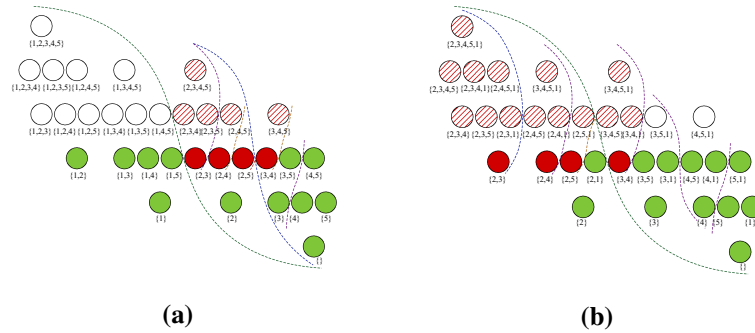 {1,2,3,4,5}
{1,2,3,4} {1,2,3,5} {1,2,4,5} {1,3,4,5} {2,3,4,5}
{1,2,3} {1,2,4} {1,2,5} {1,3,4} {1,3,5} {1,4,5} {2,3,4} {2,3,5} {2,4,5} {3,4,5}
{1,2} {1,3} {1,4} {1,5} {2,3} {2,4} {2,5} {3,4} {3,5} {4,5}
{1} {2} {3} {4} {5}
{}
(a)
{2,3,4,5,1}
{2,3,4,5} {2,3,4,1} {2,4,5,1} {3,4,5,1} {3,4,5,1}
{2,3,4} {2,3,5} {2,3,1} {2,4,5} {2,4,1} {2,5,1} {3,4,5} {3,4,1} {3,5,1} {4,5,1}
{2,3} {2,4} {2,5} {2,1} {3,4} {3,5} {3,1} {4,5} {4,1} {5,1}
{2} {3} {4} {5} {1}
{}
(b)